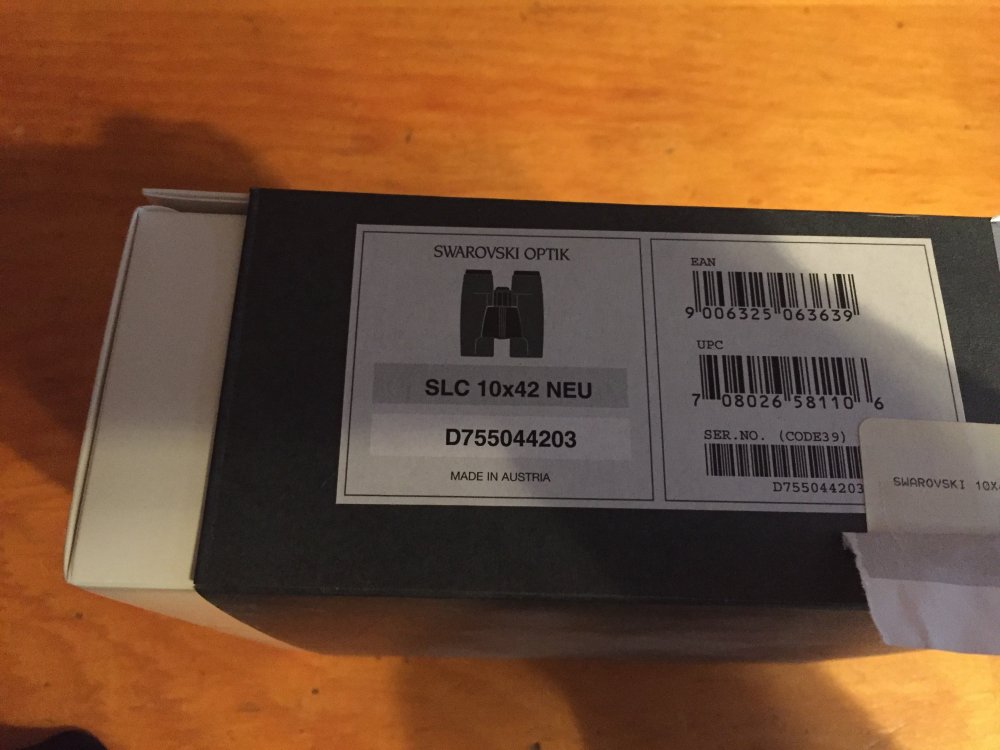 SWAROVSKI OPTIK
SLC 10x42 NEU
D755044203
MADE IN AUSTRIA
EAN
9 006325 063639
UPC
7 08026 58110 6
SER.NO. (CODE39)
D755044203
SWAROVSKI